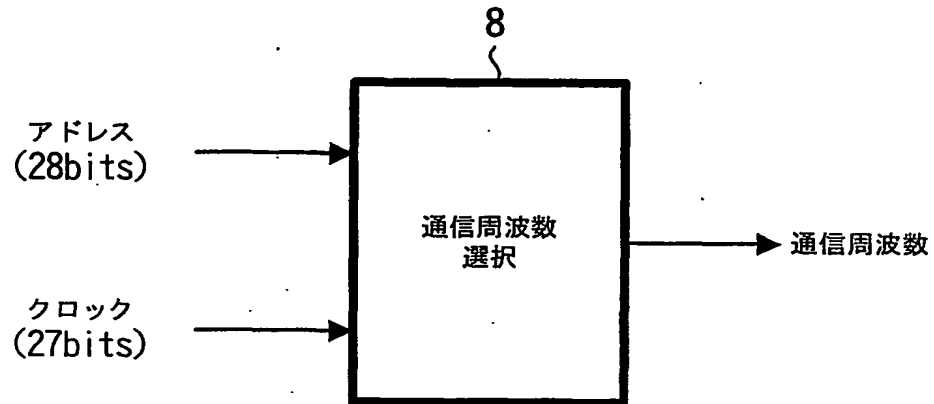 8
アドレス
(28bits)
通信周波数
選択
通信周波数
クロック
(27bits)